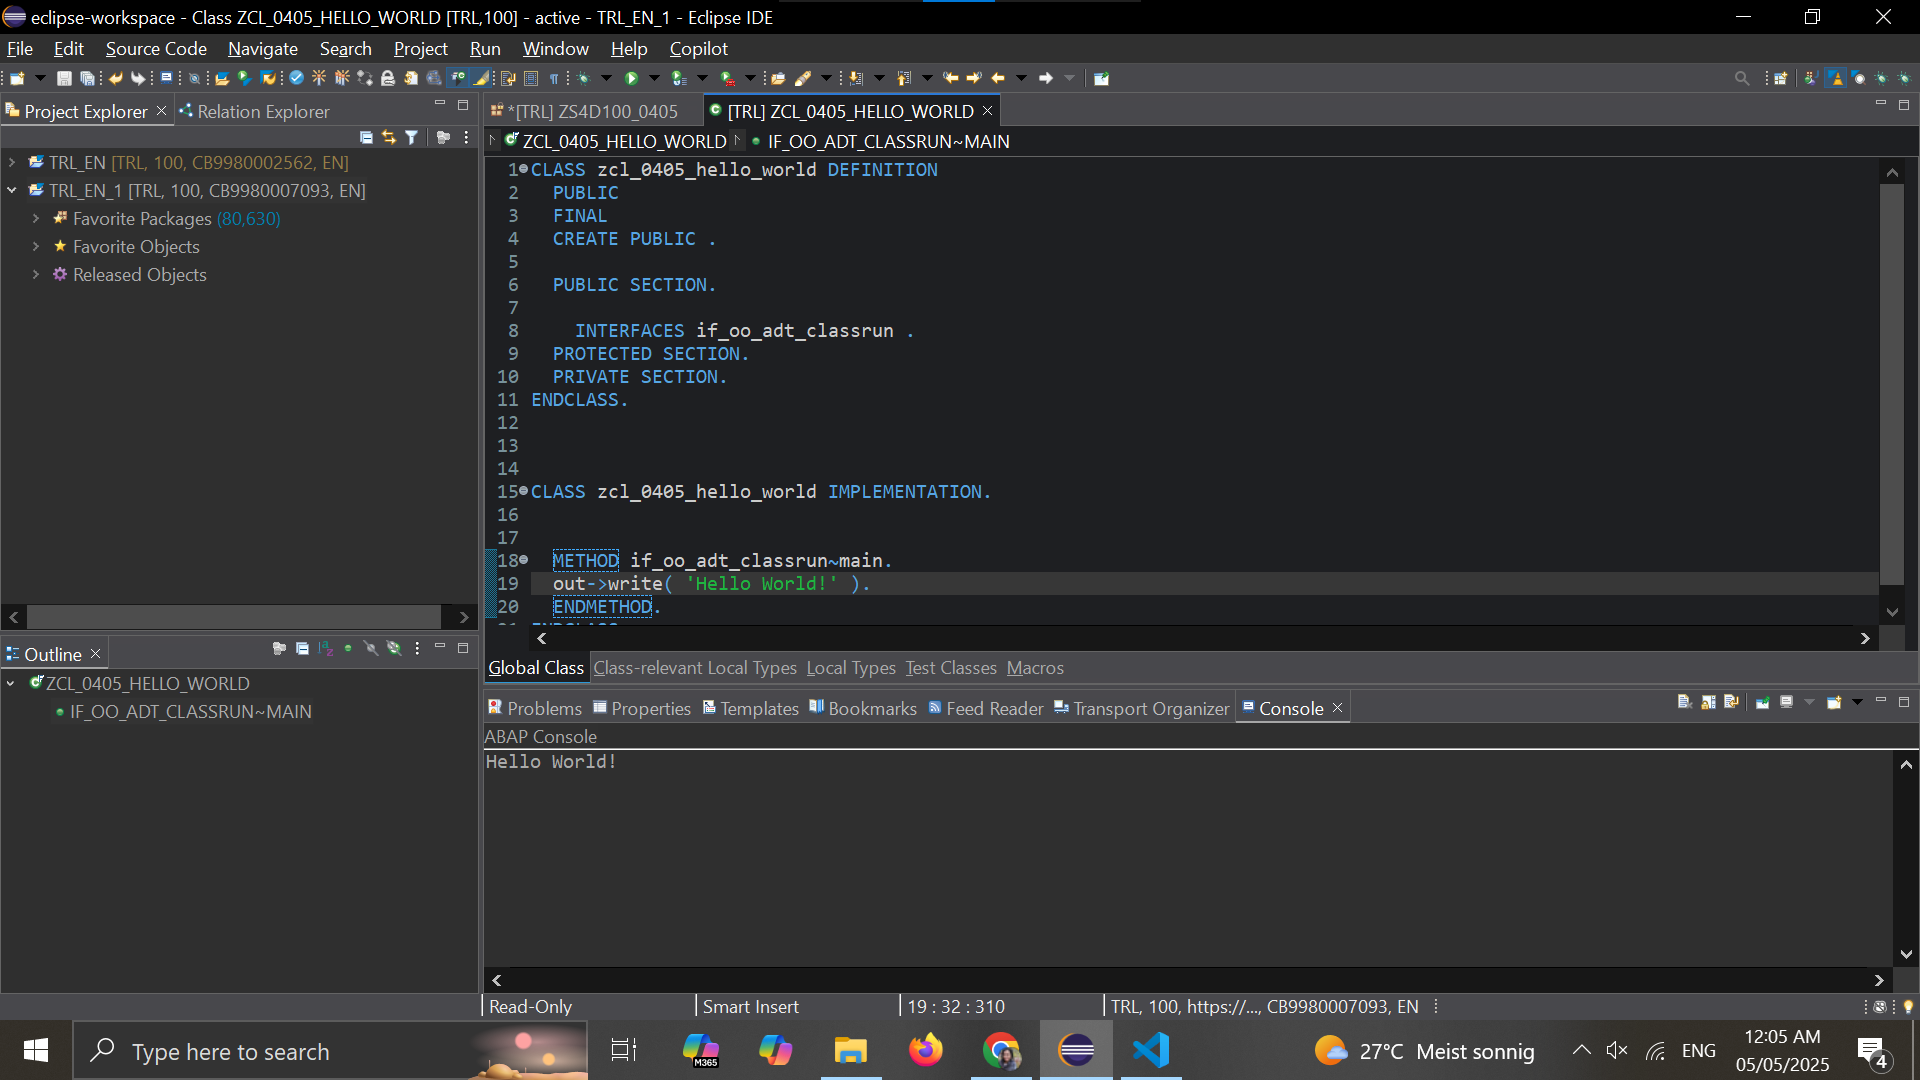 eclipse-workspace - Class ZCL_0405_HELLO_WORLD [TRL,100] - active - TRL_EN_1 - Eclipse IDE
File Edit Source Code Navigate Search Project Run Window Help Copilot
Project Explorer Relation Explorer
TRL_EN [TRL, 100, CB9980002562, EN]
TRL_EN_1 [TRL, 100, CB9980007093, EN]
Favorite Packages (80,630)
Favorite Objects
Released Objects
*[TRL] ZS4D100_0405 [TRL] ZCL_0405_HELLO_WORLD
ZCL_0405_HELLO_WORLD IF_OO_ADT_CLASSRUN~MAIN
1 CLASS zcl_0405_hello_world DEFINITION
2 PUBLIC
3 FINAL
4 CREATE PUBLIC .
5
6 PUBLIC SECTION.
7
8 INTERFACES if_oo_adt_classrun .
9 PROTECTED SECTION.
10 PRIVATE SECTION.
11 ENDCLASS.
12
13
14
15 CLASS zcl_0405_hello_world IMPLEMENTATION.
16
17
18 METHOD if_oo_adt_classrun~main.
19 out->write( 'Hello World!' ).
20 ENDMETHOD.
Global Class Class-relevant Local Types Local Types Test Classes Macros
Outline
ZCL_0405_HELLO_WORLD
IF_OO_ADT_CLASSRUN~MAIN
Problems Properties Templates Bookmarks Feed Reader Transport Organizer Console
ABAP Console
Hello World!
Read-Only Smart Insert 19 : 32 : 310 TRL, 100, https://..., CB9980007093, EN
Type here to search
M365
27°C Meist sonnig
ENG
12:05 AM
05/05/2025
4